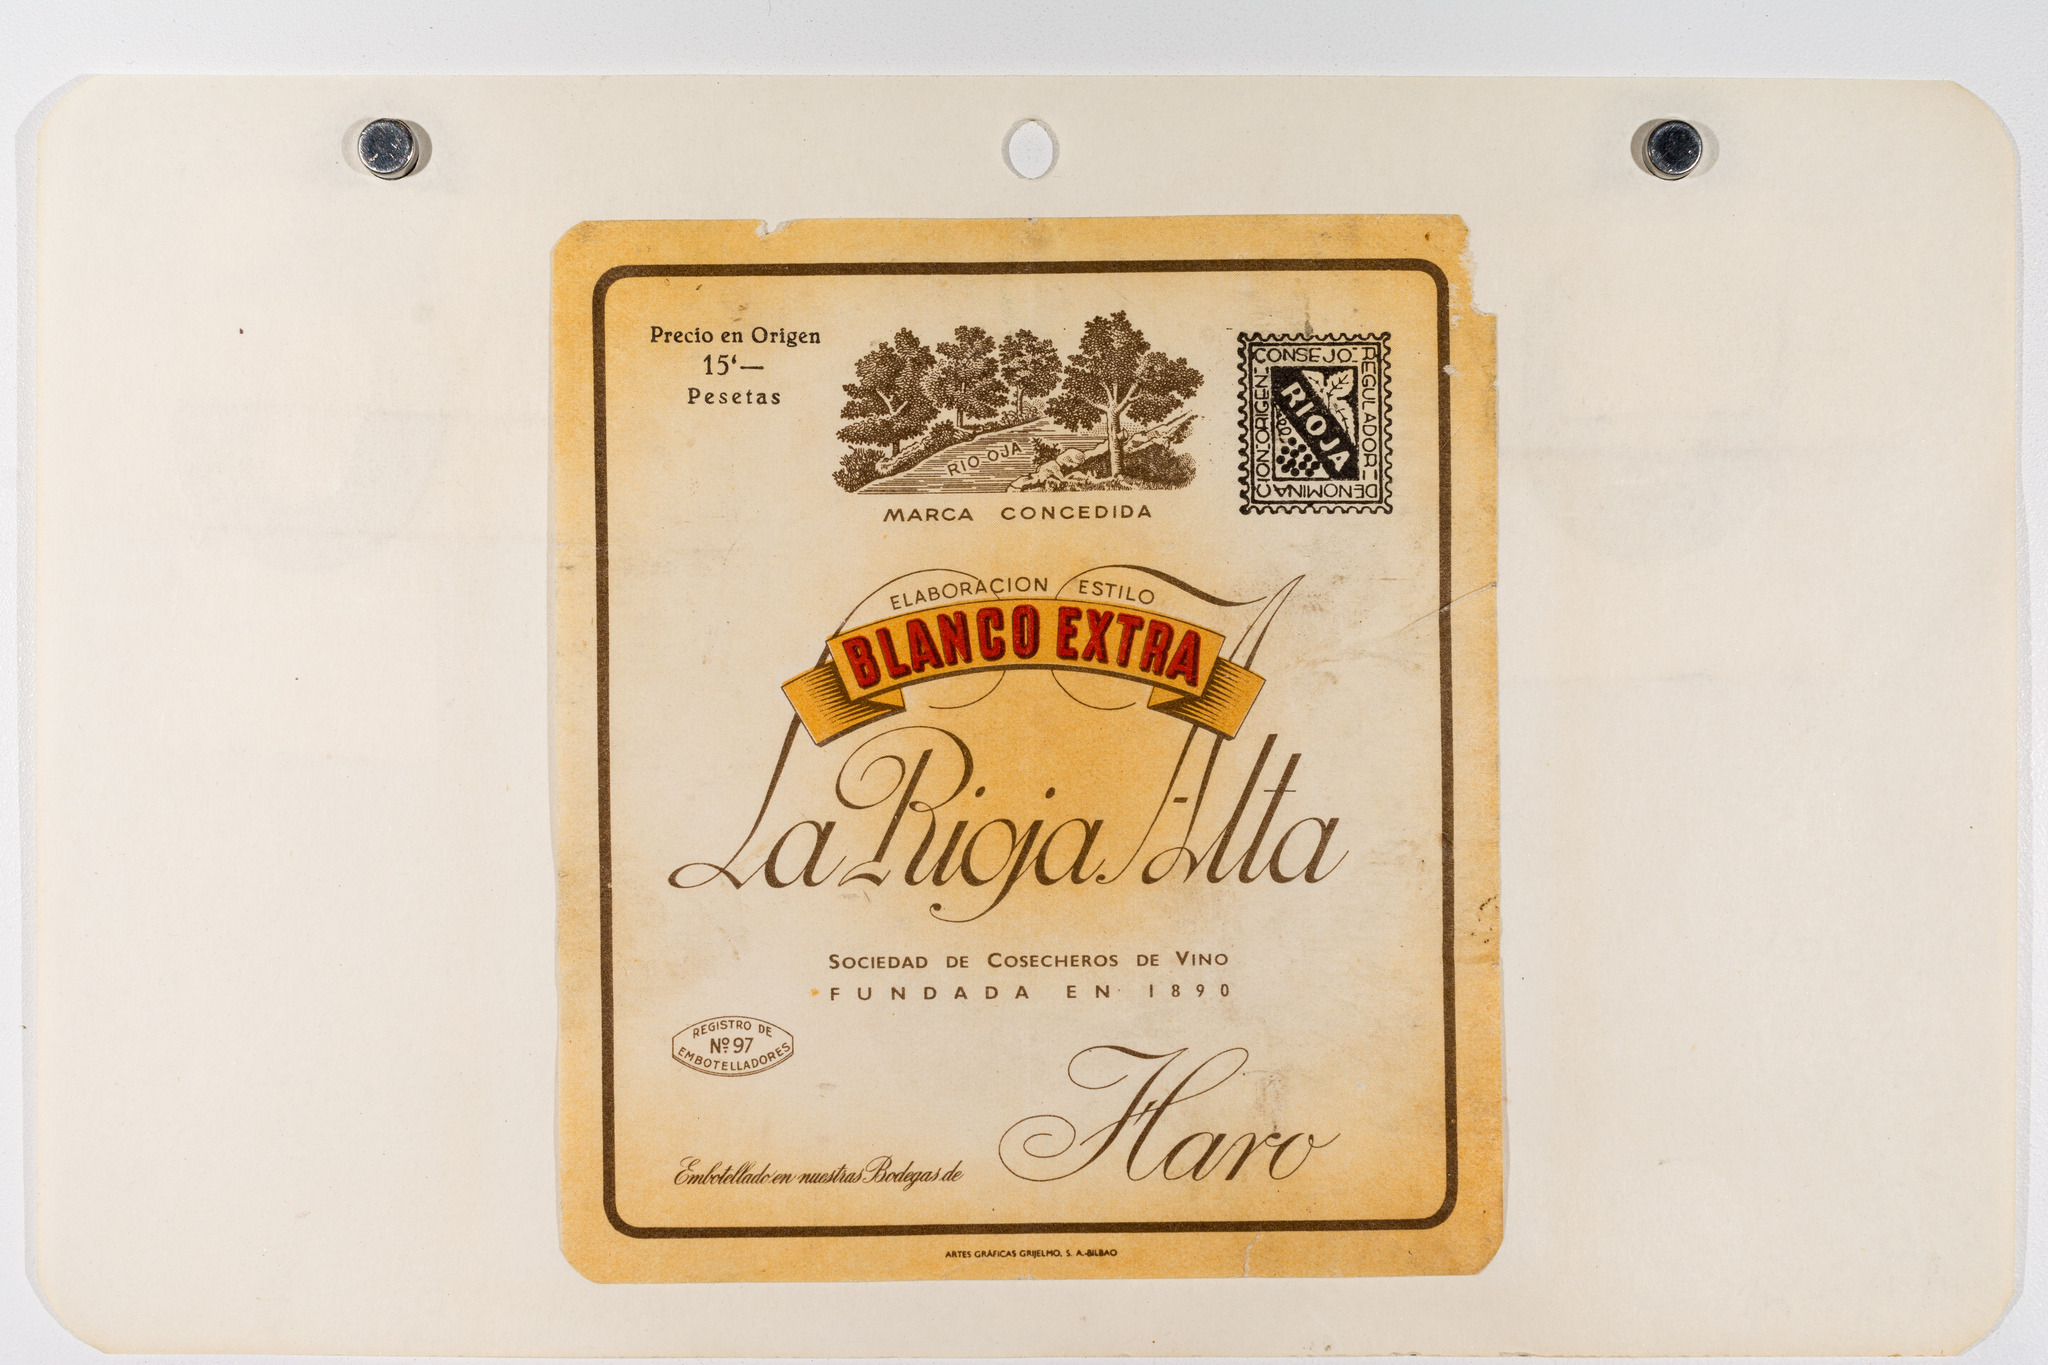 Precio en Origen
15‘—
Pesetas
RIO OJA
MARCA CONCEDIDA
CONSEJO-REGULADOR-DENOMINACION-ORIGEN-
RIOJA
ELABORACION ESTILO
BLANCO EXTRA
La Rioja Alta
SOCIEDAD DE COSECHEROS DE VINO
FUNDADA EN 1890
REGISTRO DE
Nº 97
EMBOTELLADORES
Embotellado en nuestras Bodegas de
Haro
ARTES GRÁFICAS GRIJELMO, S. A.-BILBAO